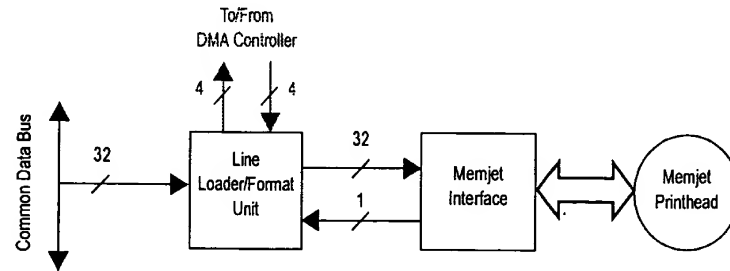 To/From
DMA Controller
4
4
Common Data Bus
32
Line
Loader/Format
Unit
32
1
Memjet
Interface
Memjet
Printhead